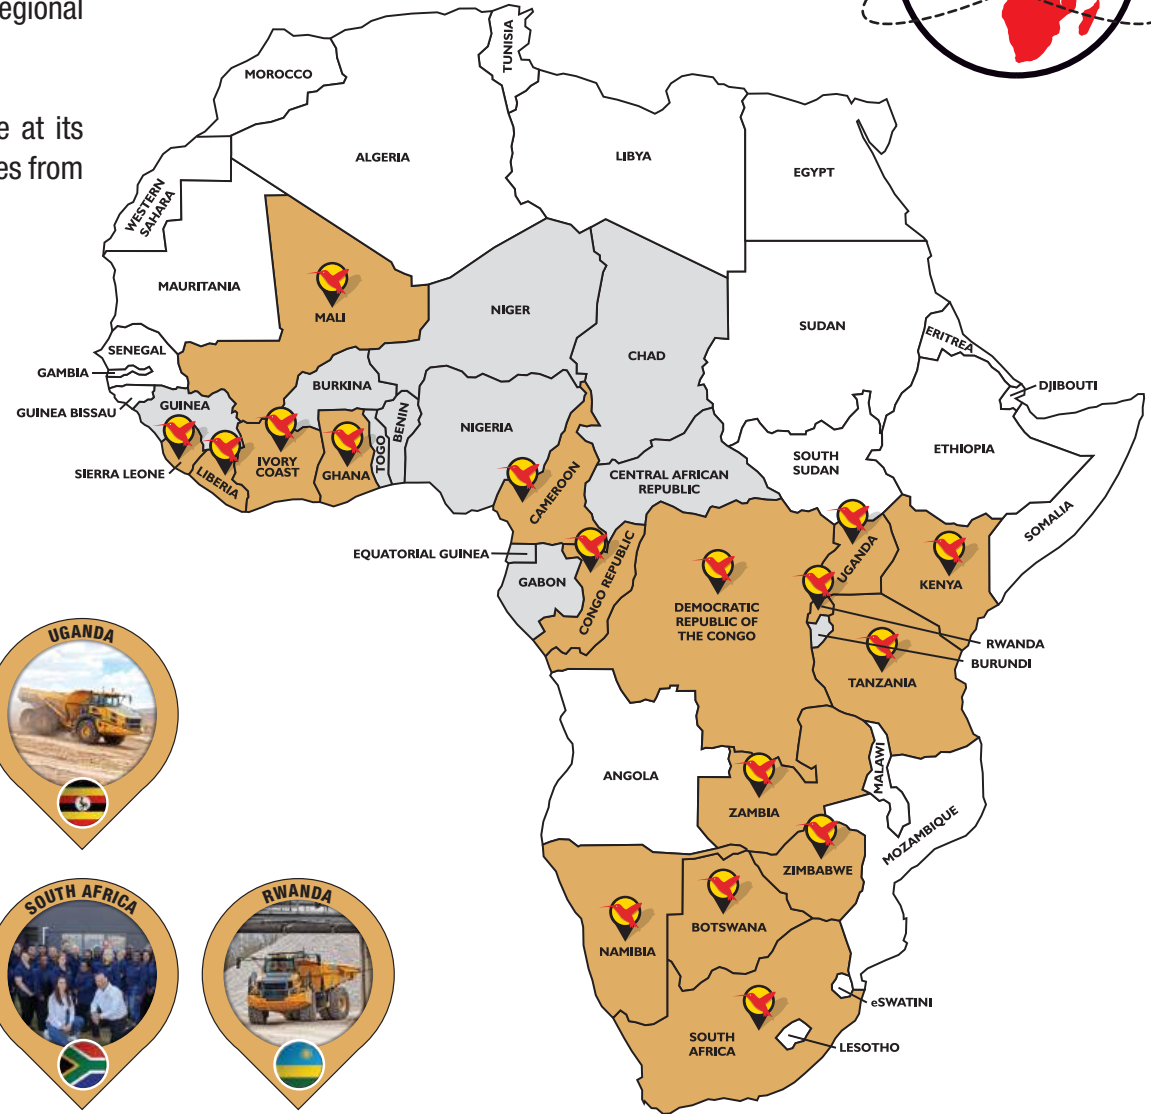 egional
e at its
es from
TUNISIA
MOROCCO
ALGERIA
LIBYA
EGYPT
WESTERN
SAHARA
MAURITANIA
MALI
NIGER
CHAD
SUDAN
ERITREA
SENEGAL
GAMBIA
GUINEA BISSAU
GUINEA
BURKINA
DJIBOUTI
SIERRA LEONE
LIBERIA
IVORY
COAST
GHANA
TOGO
BENIN
NIGERIA
CAMEROON
CENTRAL AFRICAN
REPUBLIC
SOUTH
SUDAN
ETHIOPIA
SOMALIA
EQUATORIAL GUINEA
GABON
CONGO REPUBLIC
DEMOCRATIC
REPUBLIC OF
THE CONGO
UGANDA
KENYA
RWANDA
BURUNDI
TANZANIA
ANGOLA
ZAMBIA
MALAWI
MOZAMBIQUE
ZIMBABWE
NAMIBIA
BOTSWANA
SOUTH
AFRICA
eSWATINI
LESOTHO
UGANDA
SOUTH AFRICA
RWANDA